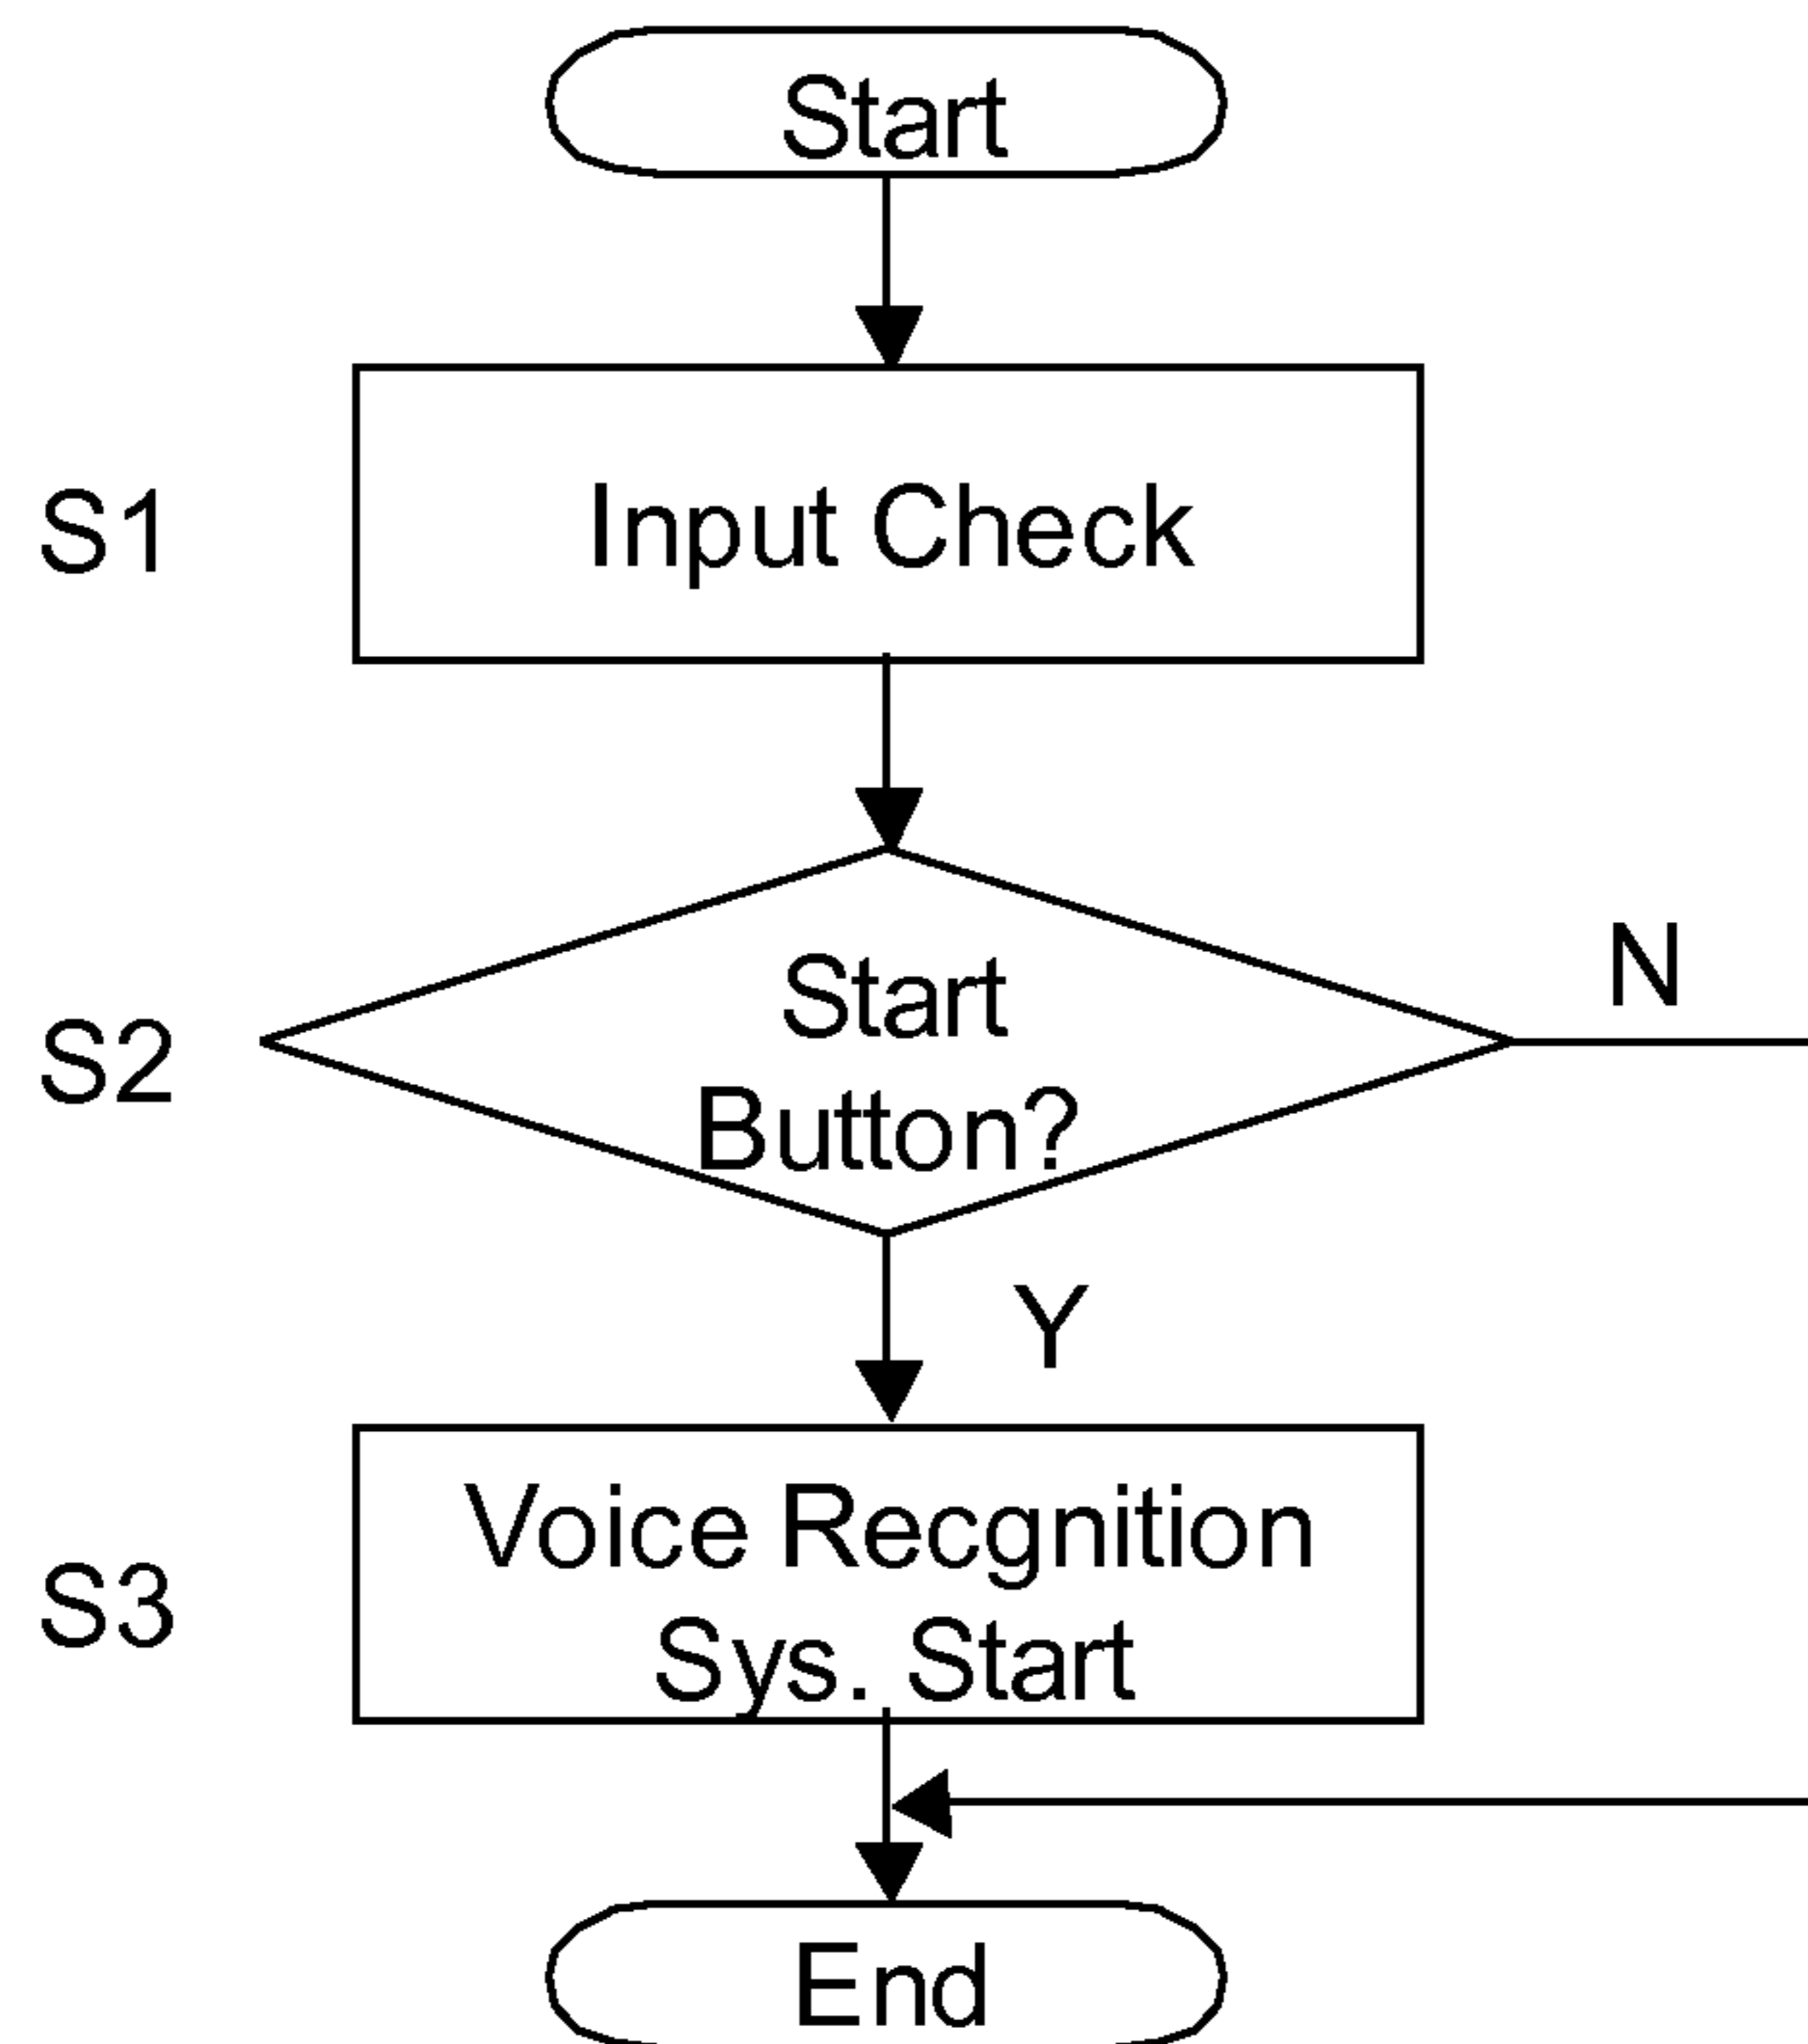 Start
S1
Input Check
S2
Start
Button?
N
Y
S3
Voice Recgnition
Sys. Start
End